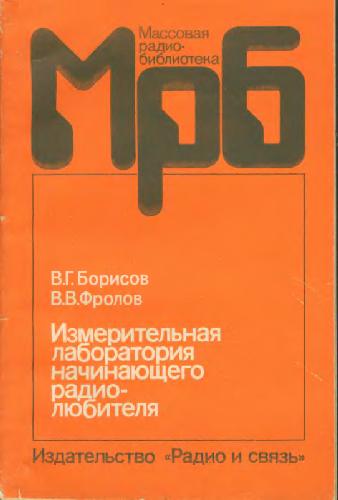 Массовая
радио-
библиотека
Мрб
В.Г.Борисов
В.В.Фролов
Измерительная
лаборатория
начинающего
радио-
любителя
Издательство «Радио и связь»